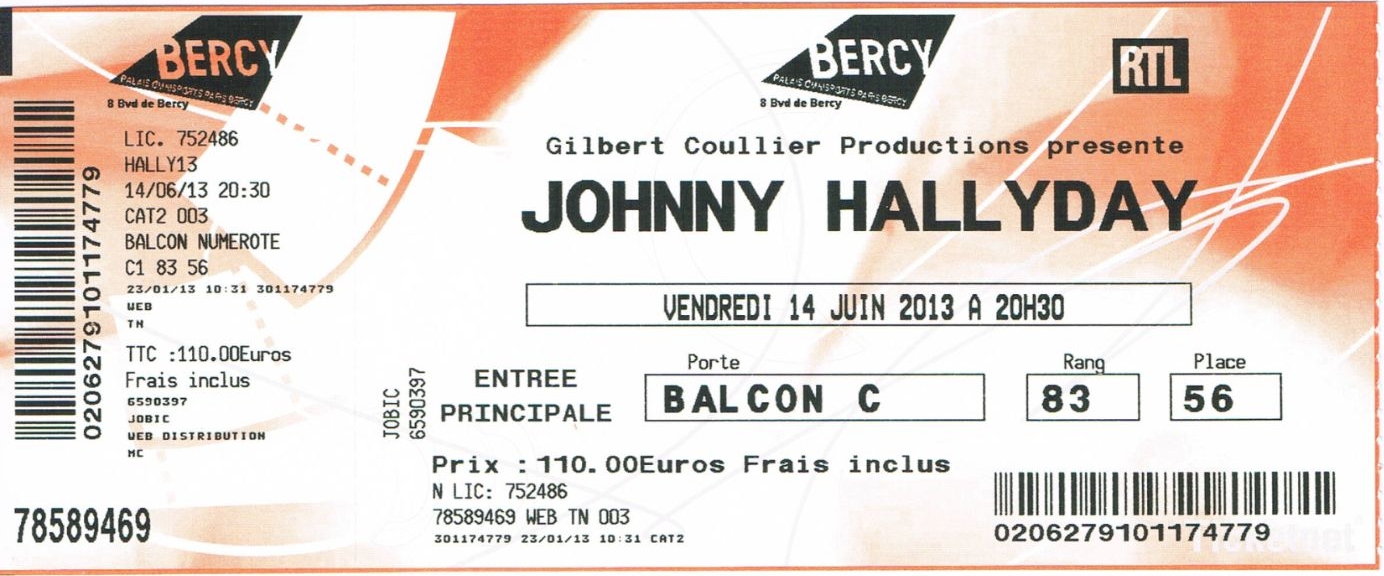 BERCY
PALAIS OMNISPORTS PARIS BERCY
8 Bvd de Bercy
LIC. 752486
HALLY13
14/06/13 20:30
CAT2 003
BALCON NUMEROTE
C1 83 56
23/01/13 10:31 301174779
WEB
TN
TTC :110.00Euros
Frais inclus
6590397
JOBIC
WEB DISTRIBUTION
MC
0206279101174779
78589469
BERCY
PALAIS OMNISPORTS PARIS BERCY
8 Bvd de Bercy
RTL
Gilbert Coullier Productions presente
JOHNNY HALLYDAY
VENDREDI 14 JUIN 2013 A 20H30
JOBIC
6590397
ENTREE
PRINCIPALE
Porte
BALCON C
Rang
83
Place
56
Prix :110.00Euros Frais inclus
N LIC: 752486
78589469 WEB TN 003
301174779 23/01/13 10:31 CAT2
0206279101174779